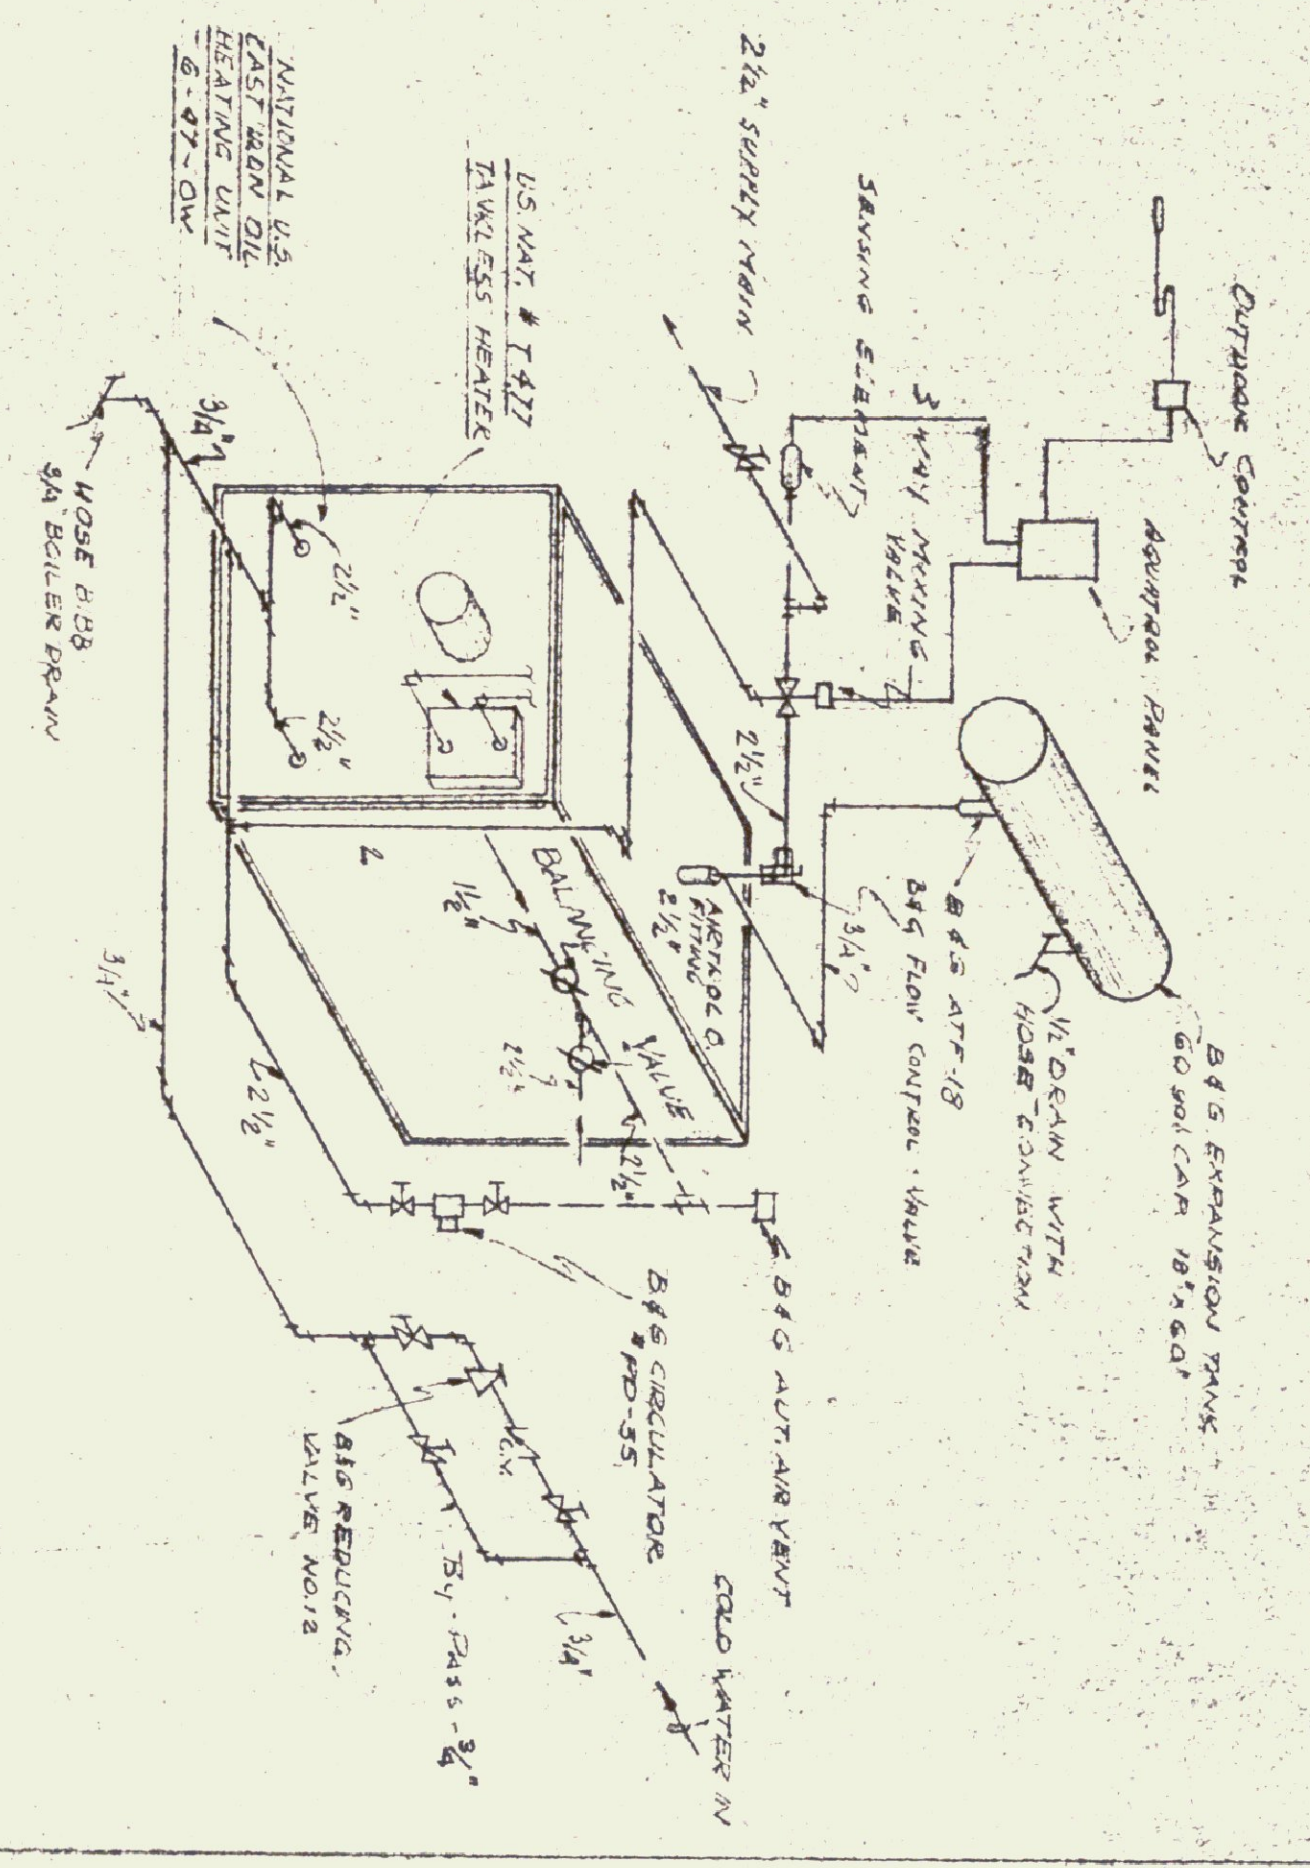 OUTDOOR CONTROL
AQUATROL PANEL
B & G EXPANSION TANK
60 gal CAP 18" x 60"
1/2" DRAIN WITH
HOSE CONNECTION
B & G ATF-18
B & G FLOW CONTROL VALVE
3/4"
SENSING ELEMENT
3 WAY MIXING
VALVE
2 1/2" SUPPLY MAIN
2 1/2"
AIRTROL
FITTING
2 1/2"
B & G AUT. AIR VENT
COLD WATER IN
U.S. NAT. # T477
TANKLESS HEATER
BALANCING VALVE
1 1/2"
2 1/2"
2 1/2"
B & G CIRCULATOR
# HD-35
NATIONAL U.S.
CAST IRON OIL
HEATING UNIT
6-47-OW
3/4"
2 1/2"
2 1/2"
2 1/2"
C.V.
3/4"
By-Pass - 3/4"
B & G REDUCING
VALVE NO.12
HOSE BIBB
3/4" BOILER DRAIN
3/4"